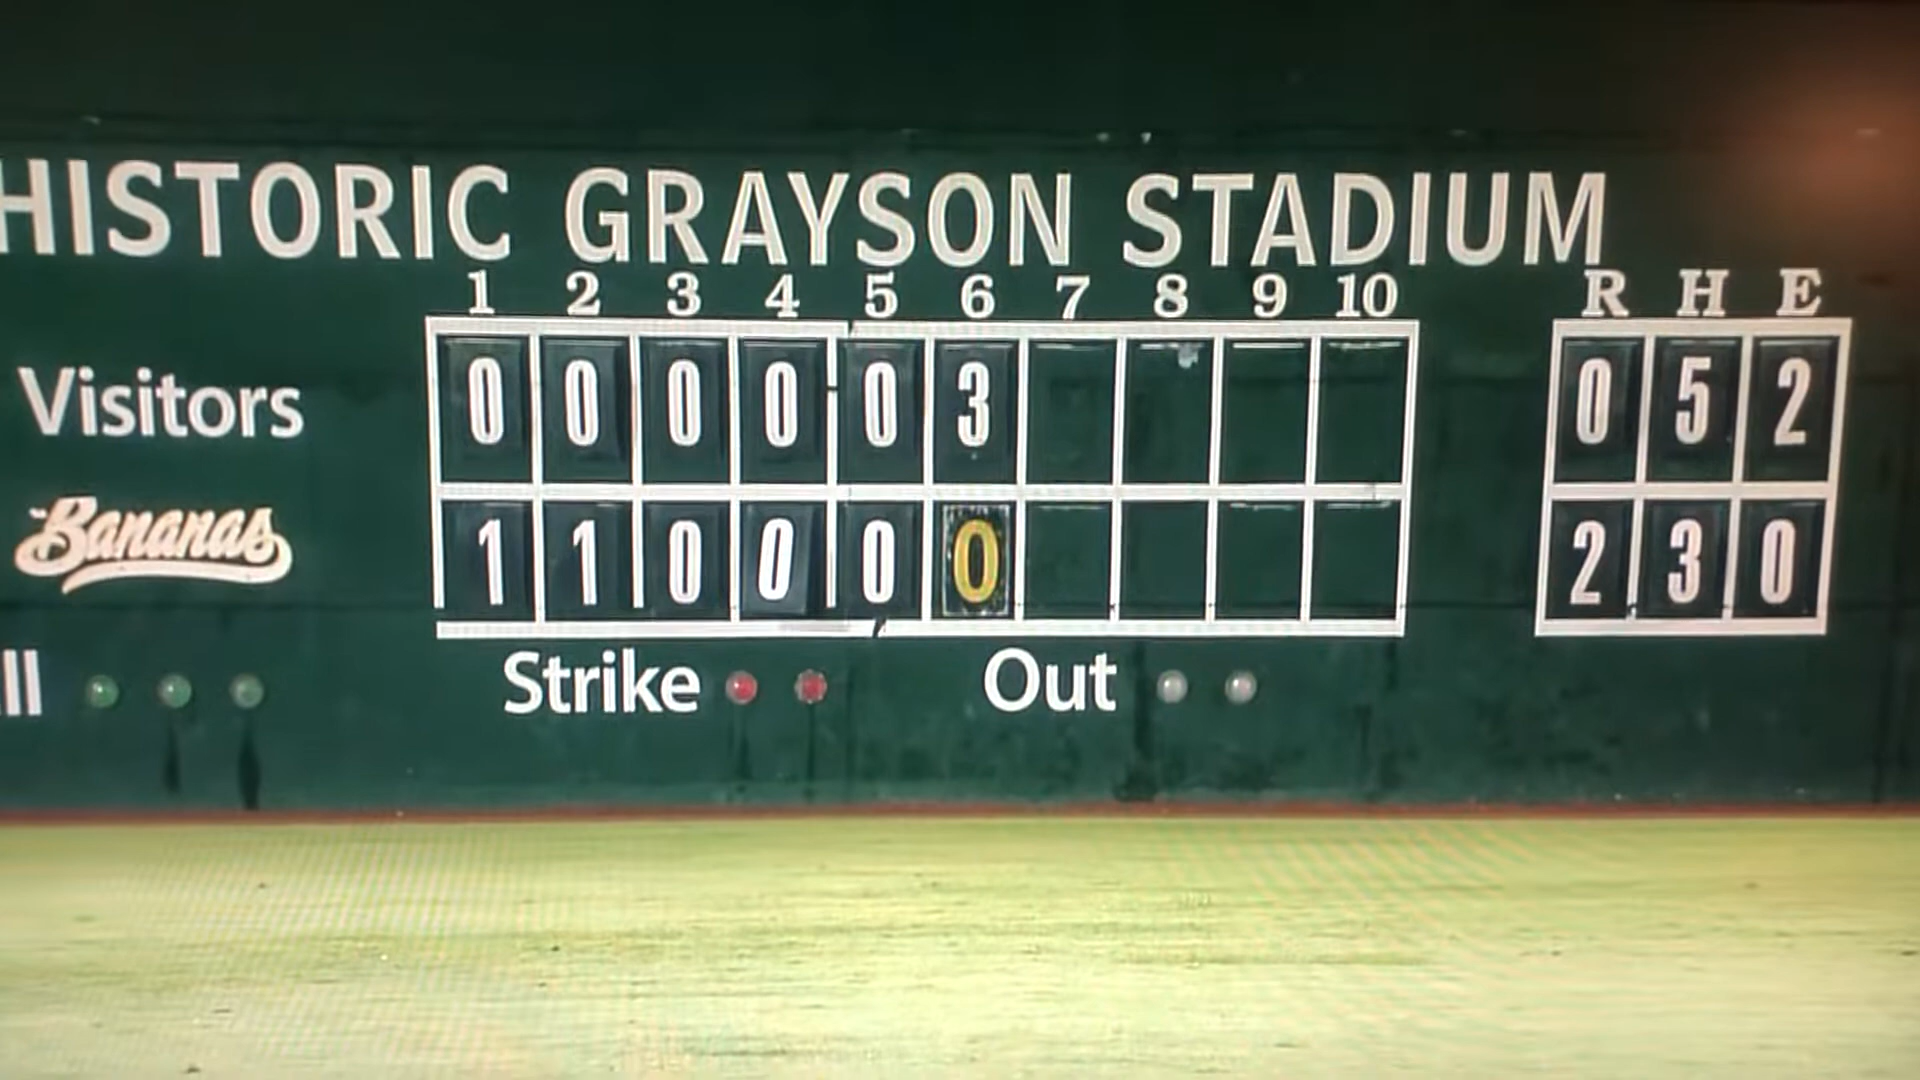 HISTORIC GRAYSON STADIUM
1 2 3 4 5 6 7 8 9 10 R H E
Visitors 0 0 0 0 0 3 0 5 2
Bananas 1 1 0 0 0 0 2 3 0
ll Strike Out